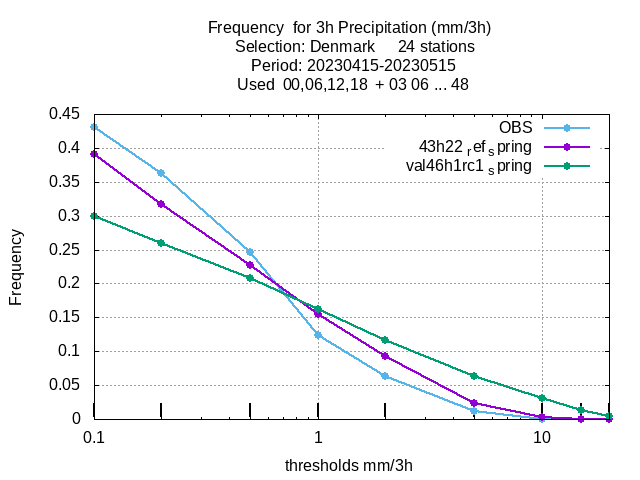 Frequency  for 3h Precipitation (mm/3h)
Selection: Denmark     24 stations
Period: 20230415-20230515
Used  00,06,12,18  + 03 06 ... 48
OBS
43h22 ref spring
val46h1rc1 spring
0.45
0.4
0.35
0.3
0.25
0.2
0.15
0.1
0.05
0
Frequency
0.1 1 10
thresholds mm/3h